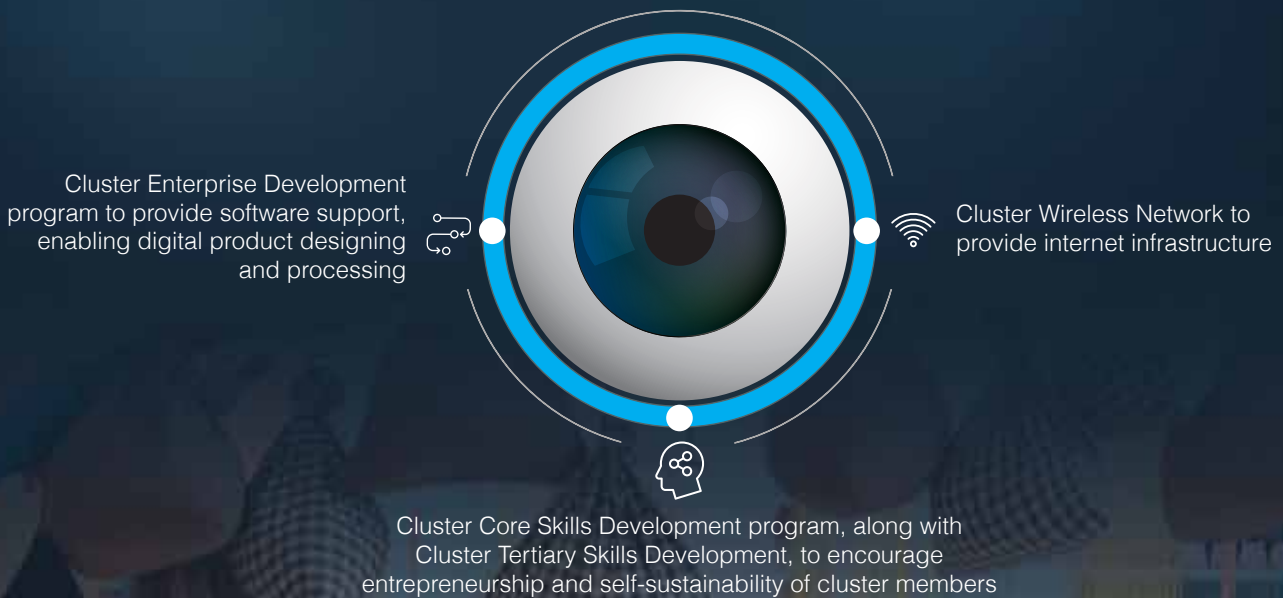 Cluster Enterprise Development
program to provide software support,
enabling digital product designing
and processing
Cluster Wireless Network to
provide internet infrastructure
Cluster Core Skills Development program, along with
Cluster Tertiary Skills Development, to encourage
entrepreneurship and self-sustainability of cluster members